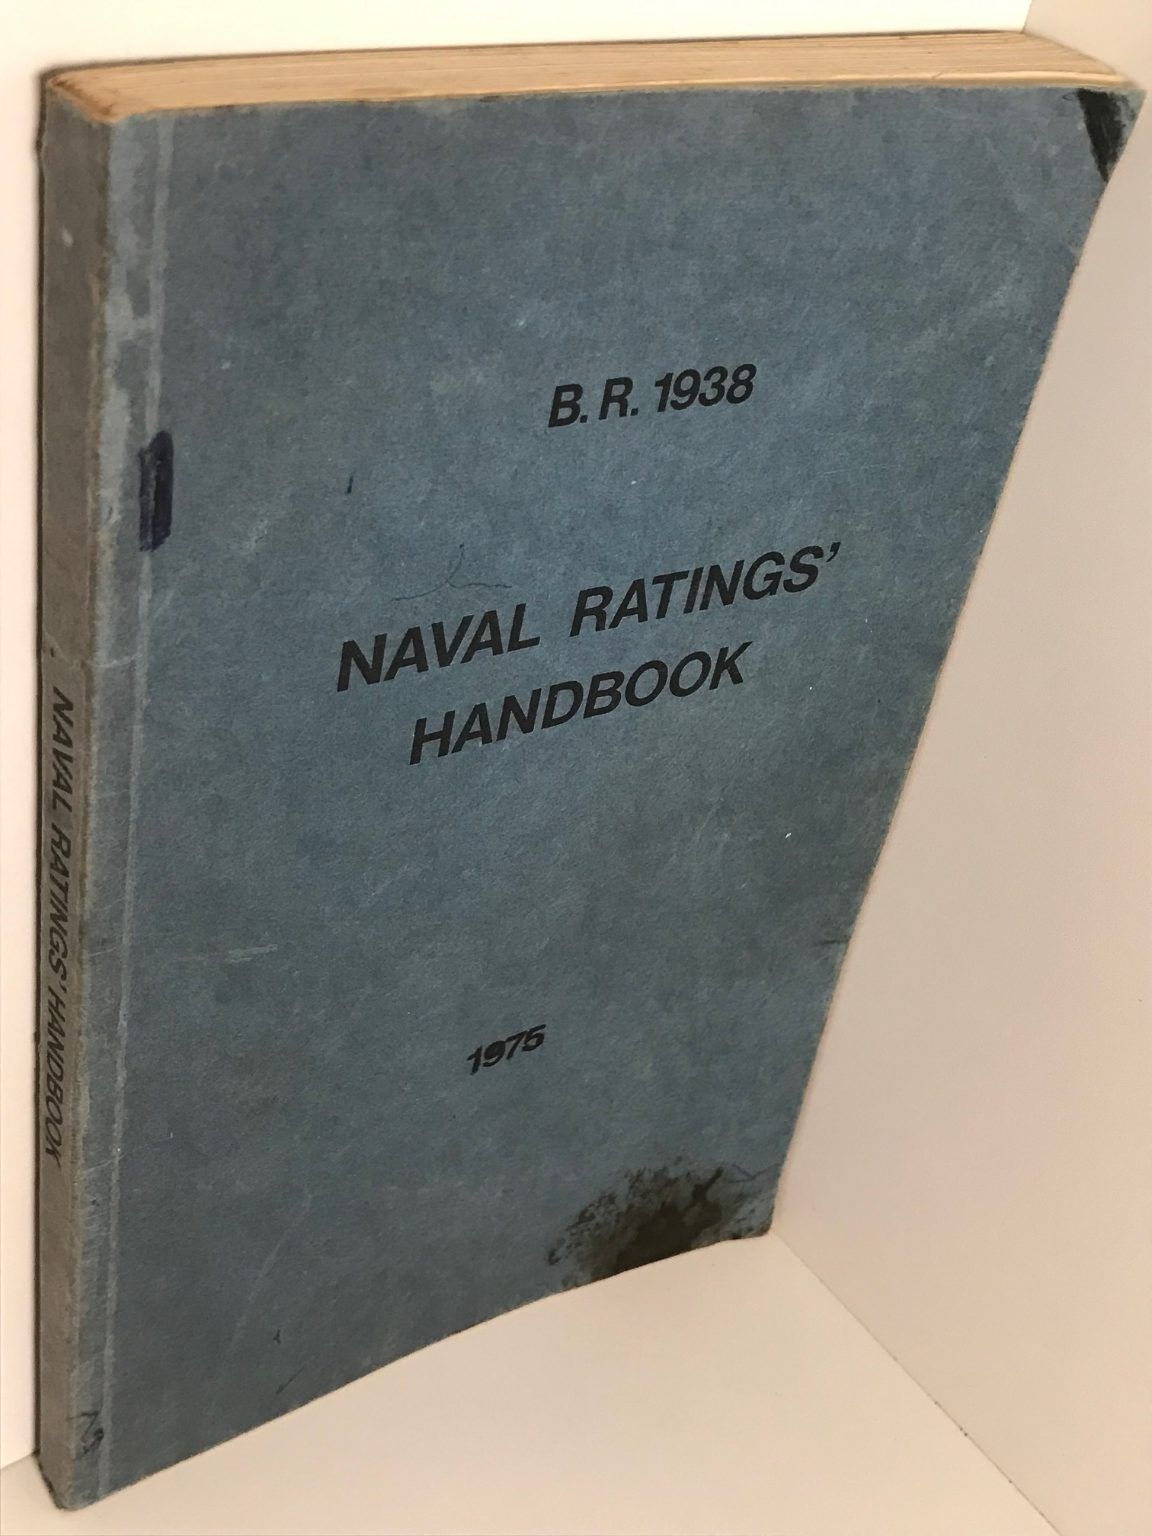 B. R. 1938
NAVAL RATINGS’
HANDBOOK
1975
NAVAL RATINGS’ HANDBOOK